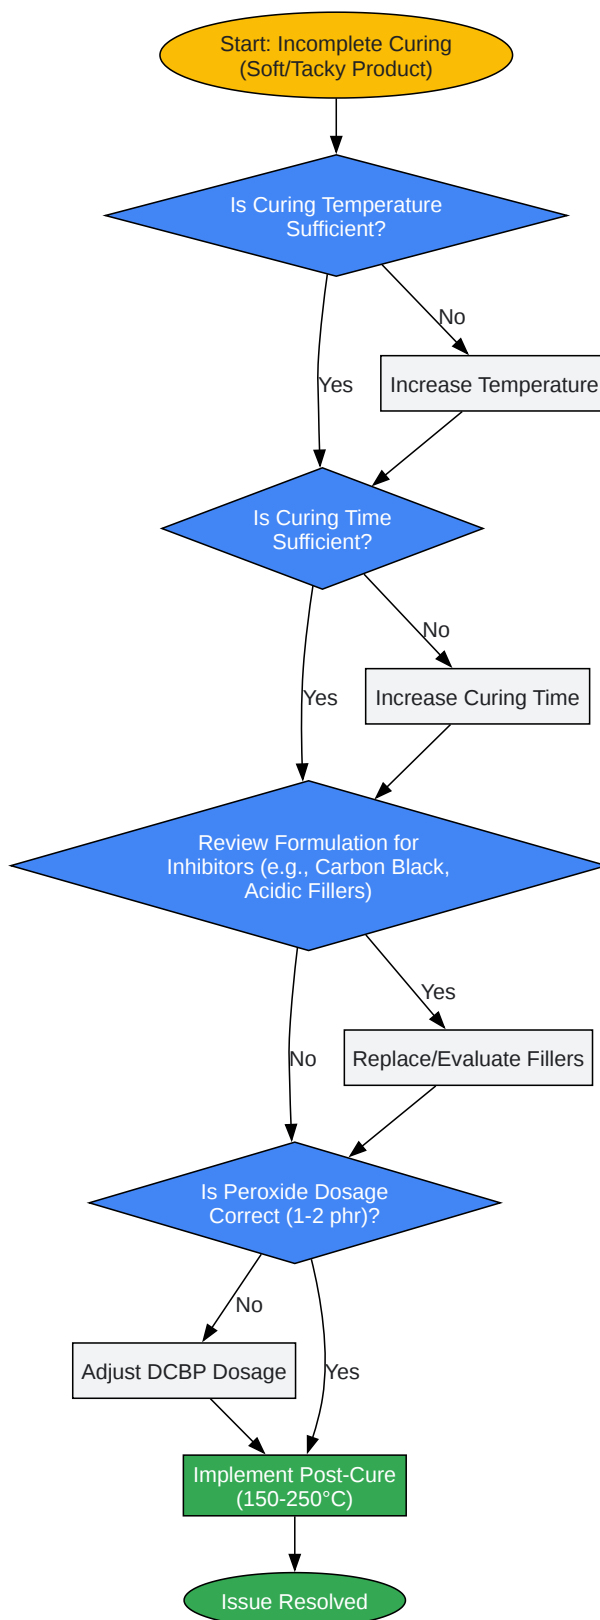 Start: Incomplete Curing
(Soft/Tacky Product)
Is Curing Temperature
Sufficient?
No
Yes
Increase Temperature
Is Curing Time
Sufficient?
No
Yes
Increase Curing Time
Review Formulation for
Inhibitors (e.g., Carbon Black,
Acidic Fillers)
Yes
No
Replace/Evaluate Fillers
Is Peroxide Dosage
Correct (1-2 phr)?
No
Yes
Adjust DCBP Dosage
Implement Post-Cure
(150-250°C)
Issue Resolved